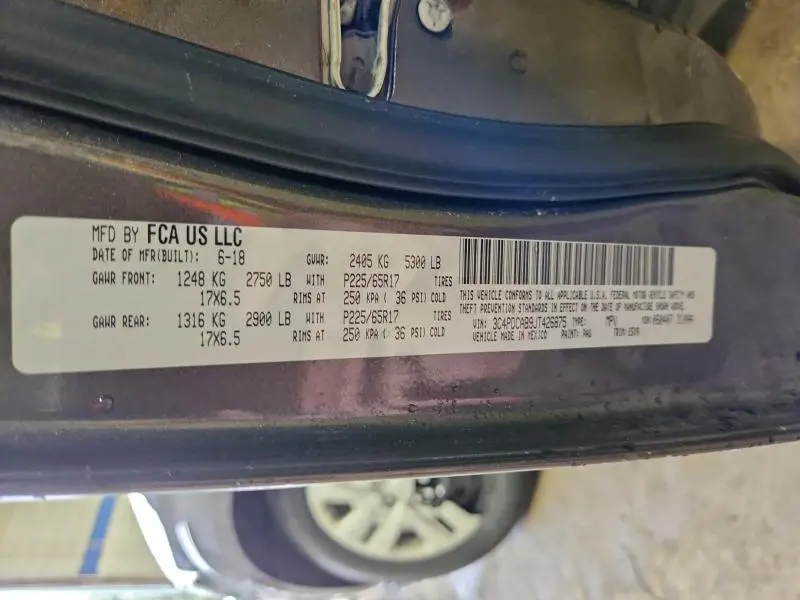 MFD BY FCA US LLC
DATE OF MFR(BUILT): 6-18 GVWR: 2405 KG 5300 LB
GAWR FRONT: 1248 KG 2750 LB WITH P225/65R17 TIRES
17X6.5 RIMS AT 250 KPA ( 36 PSI) COLD
GAWR REAR: 1316 KG 2900 LB WITH P225/65R17 TIRES
17X6.5 RIMS AT 250 KPA ( 36 PSI) COLD
THIS VEHICLE CONFORMS TO ALL APPLICABLE U.S.A. FEDERAL MOTOR VEHICLE SAFETY AND
THEFT PREVENTION STANDARDS IN EFFECT ON THE DATE OF MANUFACTURE SHOWN ABOVE.
VIN: 3C4PDCAB9JT426875 TYPE: MPV
VEHICLE MADE IN MEXICO PAINT: TRIM: